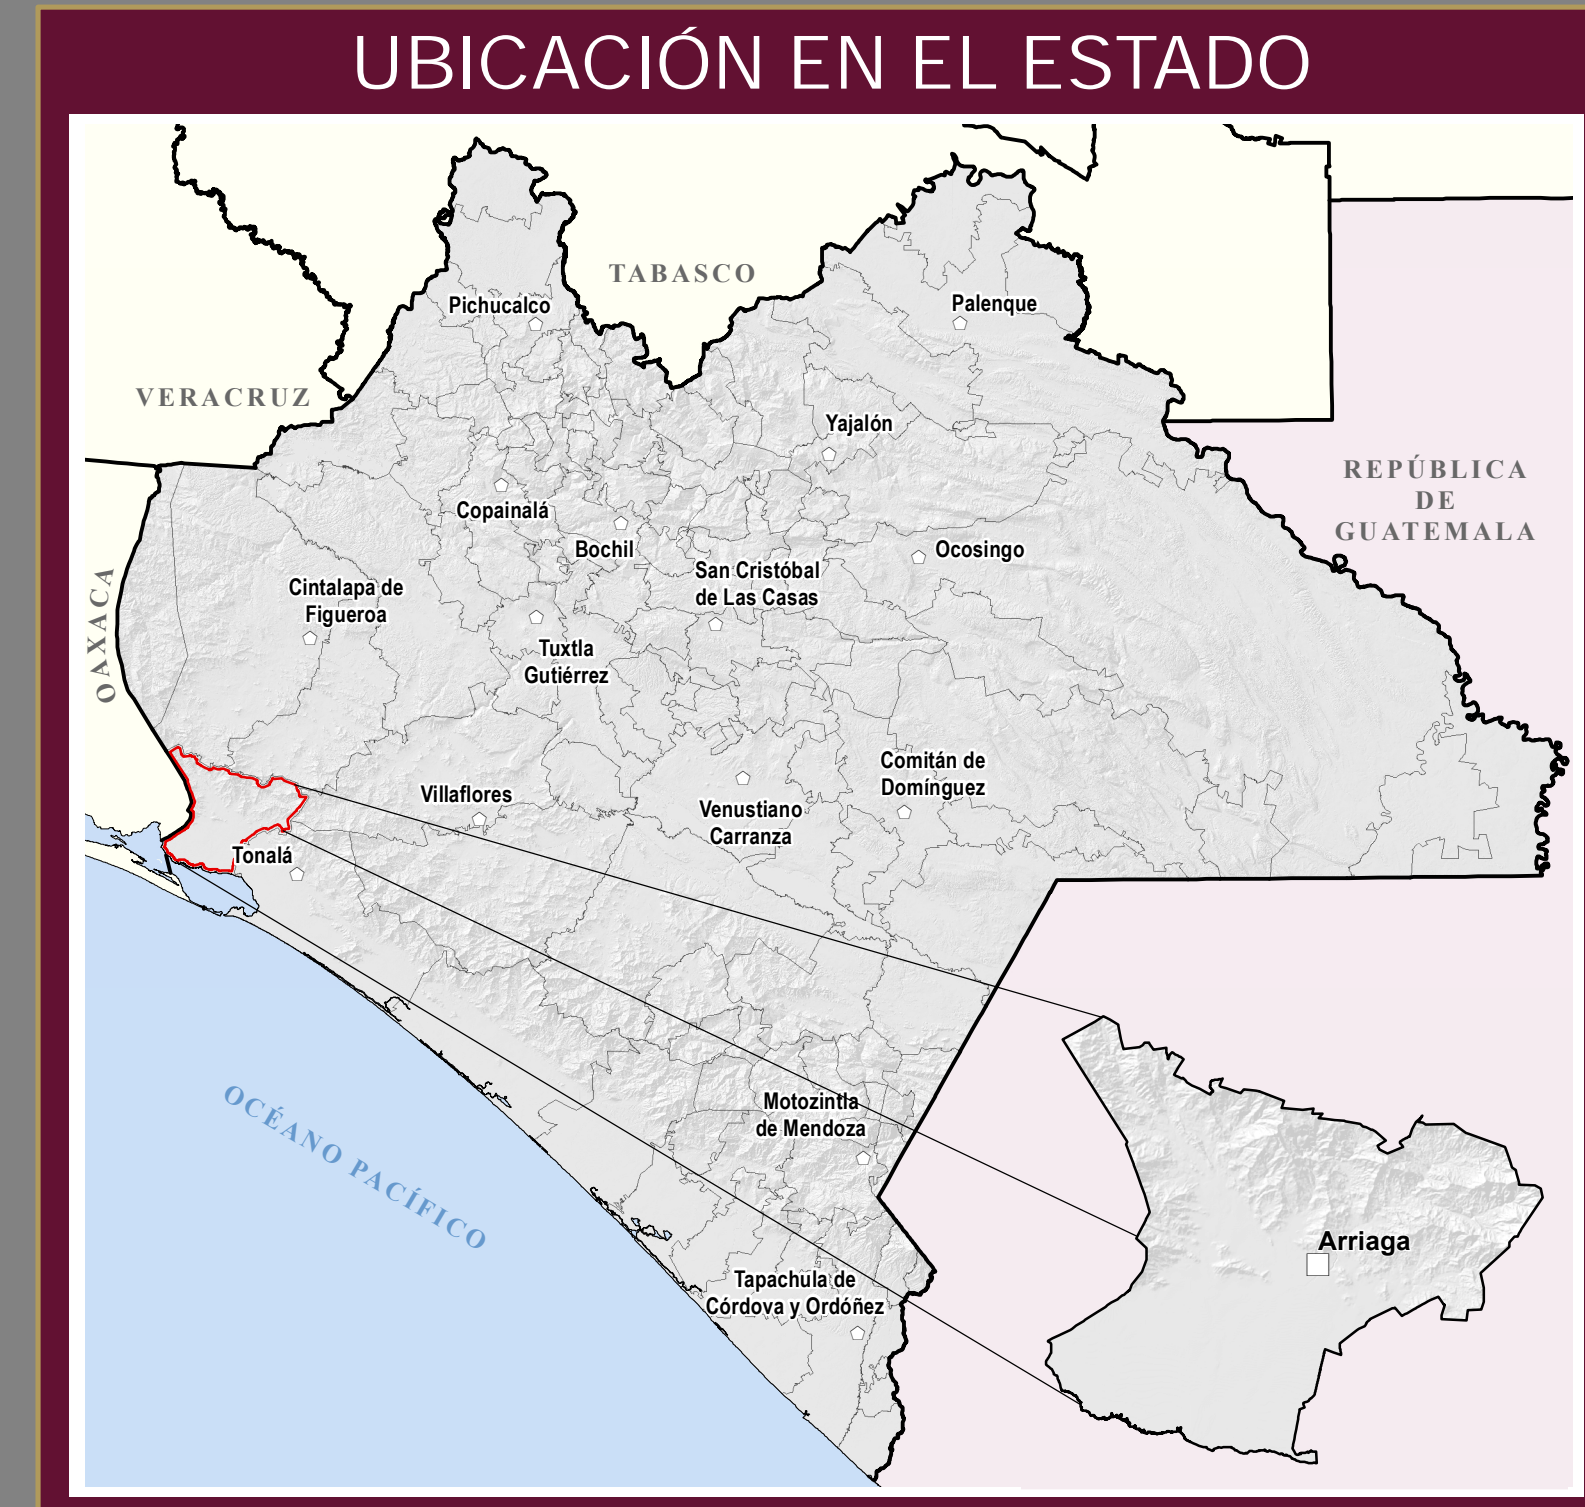 UBICACIÓN EN EL ESTADO
TABASCO
Pichucalco
Palenque
VERACRUZ
Yajalón
REPÚBLICA
DE
GUATEMALA
Copainalá
Bochil
Ocosingo
San Cristóbal
de Las Casas
Cintalapa de
Figueroa
OAXACA
Tuxtla
Gutiérrez
Comitán de
Domínguez
Villaflores
Venustiano
Carranza
Tonalá
Motozintla
de Mendoza
OCÉANO PACÍFICO
Arriaga
Tapachula de
Córdova y Ordóñez